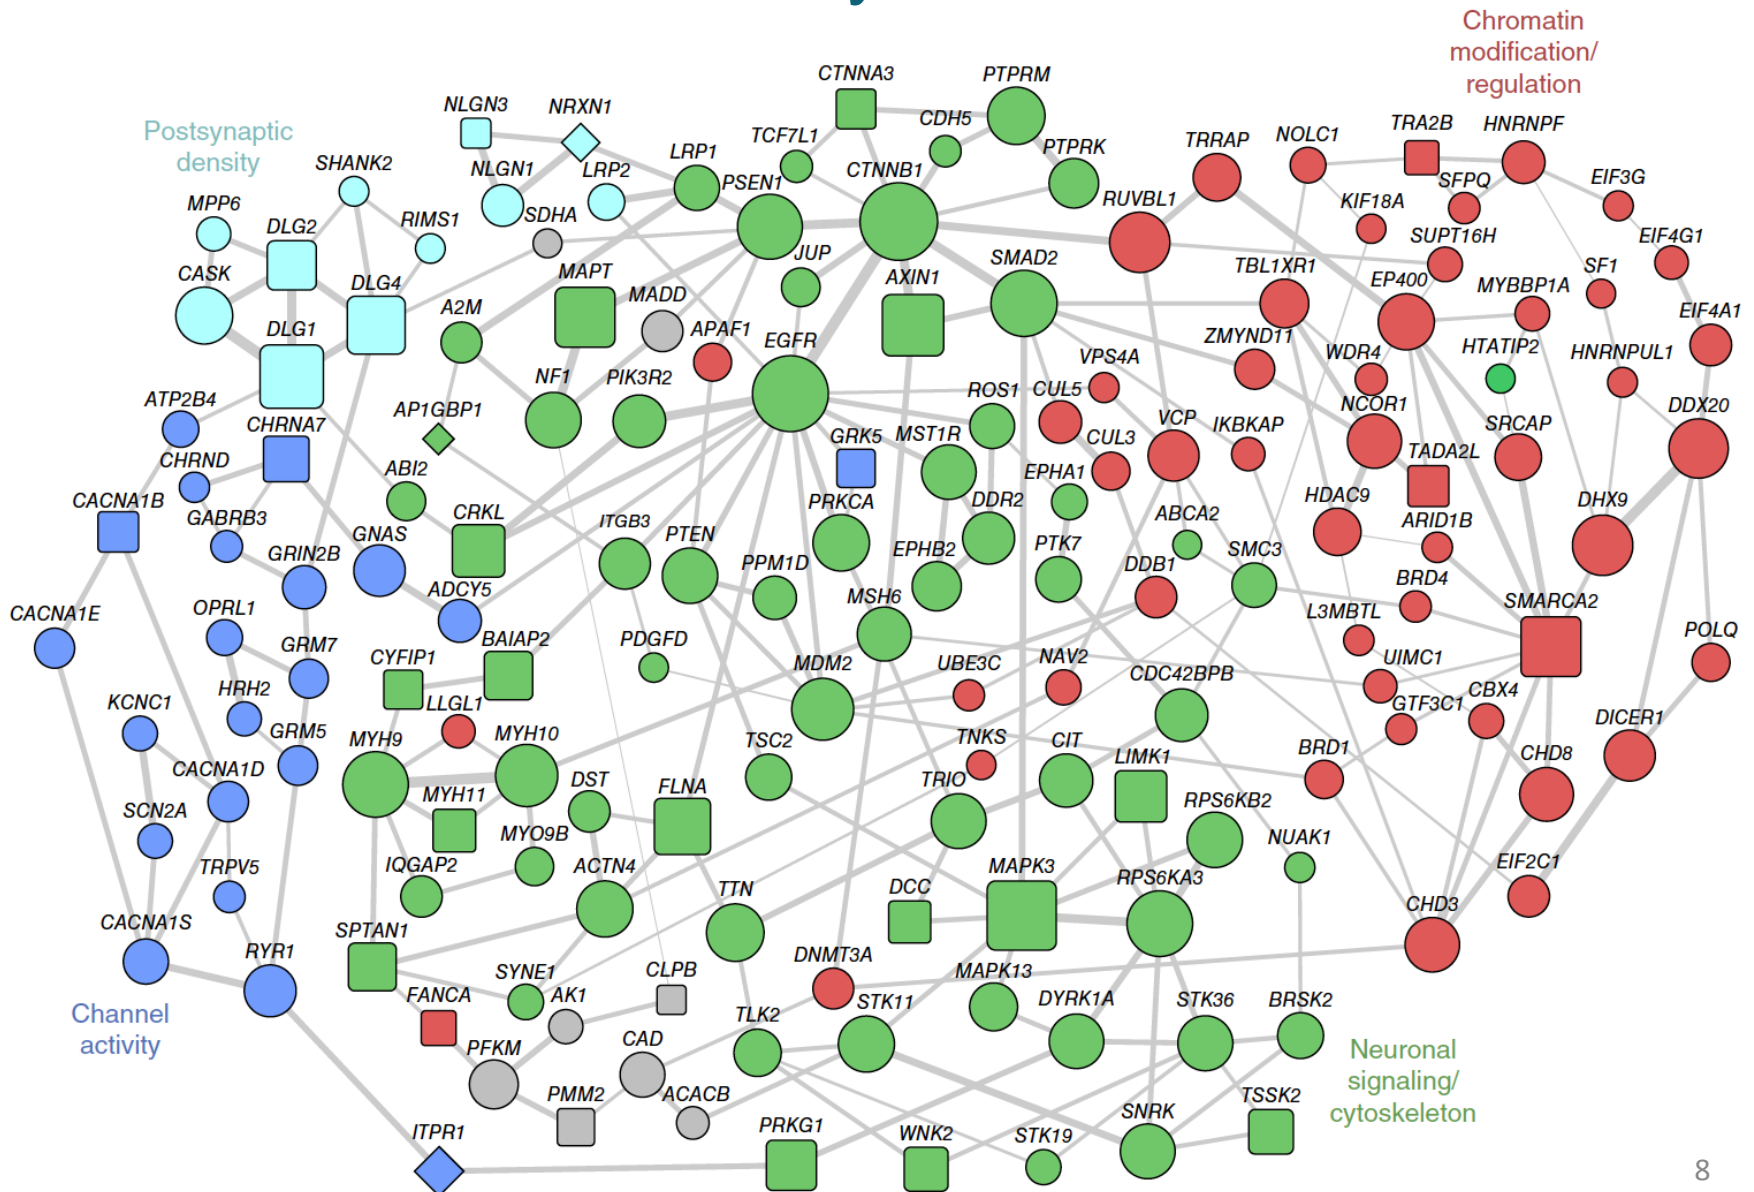 y
Chromatin
modification/
regulation
CTNNA3
PTPRM
NLGN3
NRXN1
CDH5
TRA2B
HNRNPF
Postsynaptic
density
TCF7L1
TRRAP
NOLC1
SHANK2
LRP1
PTPRK
NLGN1
LRP2
PSEN1
CTNNB1
SFPQ
EIF3G
MPP6
RIMS1
SDHA
RUVBL1
KIF18A
DLG2
SUPT16H
EIF4G1
CASK
DLG4
MAPT
JUP
AXIN1
SMAD2
TBL1XR1
EP400
MYBBP1A
SF1
A2M
MADD
APAF1
EIF4A1
DLG1
EGFR
VPS4A
ZMYND11
WDR4
HTATIP2
HNRNPUL1
ATP2B4
NF1
PIK3R2
ROS1
CUL5
NCOR1
DDX20
AP1GBP1
CHRNA7
GRK5
MST1R
VCP
IKBKAP
SRCAP
CUL3
TADA2L
CHRND
ABI2
EPHA1
CACNA1B
PRKCA
DDR2
HDAC9
DHX9
GABRB3
CRKL
ITGB3
PTEN
ABCA2
ARID1B
GNAS
GRIN2B
EPHB2
PTK7
SMC3
PPM1D
DDB1
ADCY5
MSH6
BRD4
SMARCA2
CACNA1E
OPRL1
L3MBTL
POLQ
GRM7
BAIAP2
PDGFD
CYFIP1
MDM2
UBE3C
NAV2
UIMC1
CDC42BPB
HRH2
KCNC1
LLGL1
GTF3C1
CBX4
GRM5
MYH9
MYH10
TSC2
TNKS
CIT
BRD1
DICER1
CACNA1D
DST
FLNA
TRIO
LIMK1
CHD8
MYH11
SCN2A
MYO9B
RPS6KB2
NUAK1
TRPV5
IQGAP2
ACTN4
TTN
DCC
MAPK3
RPS6KA3
EIF2C1
CACNA1S
SPTAN1
CHD3
RYR1
SYNE1
CLPB
DNMT3A
MAPK13
FANCA
AK1
STK11
DYRK1A
STK36
BRSK2
Channel
activity
TLK2
PFKM
CAD
Neuronal
signaling/
cytoskeleton
PMM2
ACACB
TSSK2
SNRK
ITPR1
PRKG1
WNK2
STK19
8